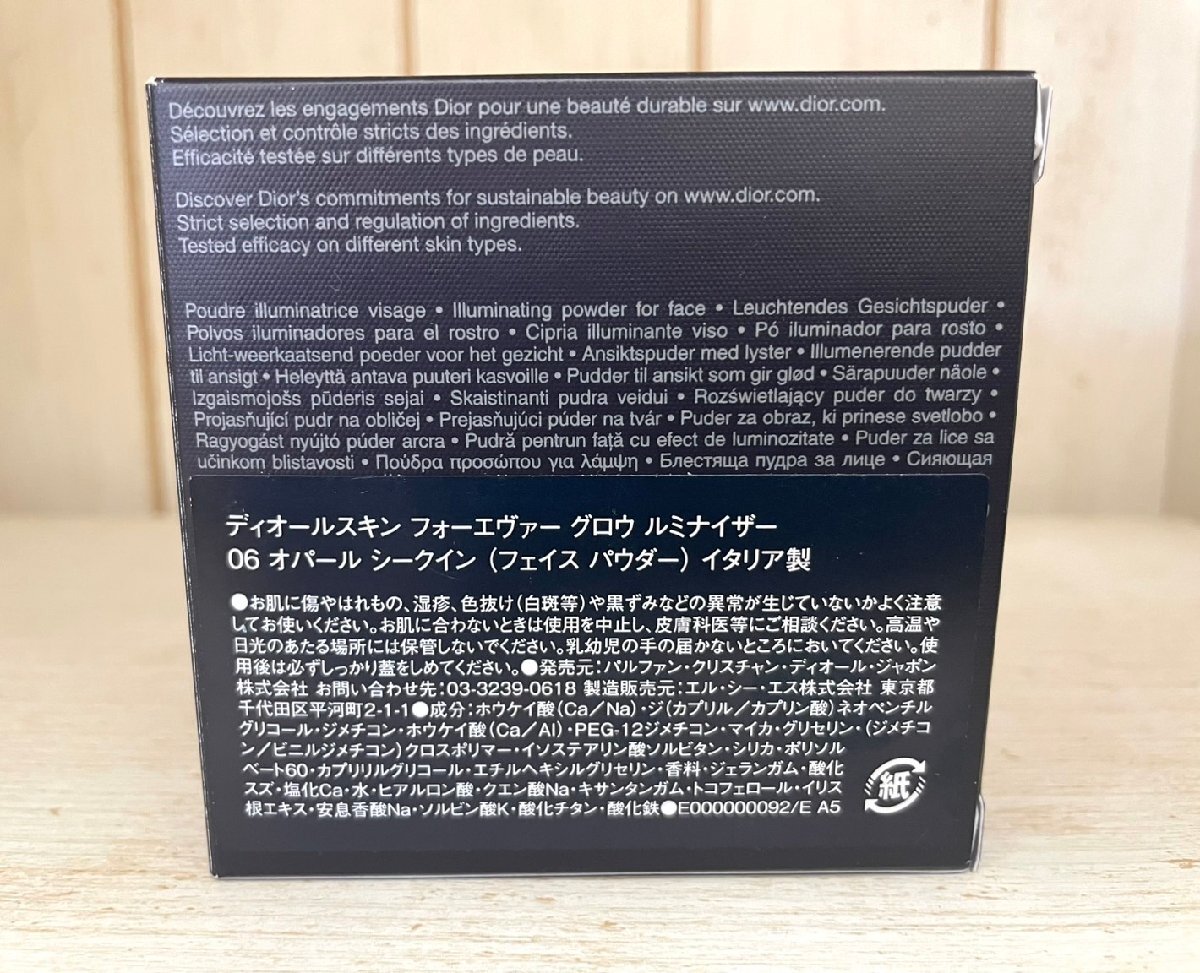 Découvrez les engagements Dior pour une beauté durable sur www.dior.com.
Sélection et contrôle stricts des ingrédients.
Efficacité testée sur différents types de peau.
Discover Dior's commitments for sustainable beauty on www.dior.com.
Strict selection and regulation of ingredients.
Tested efficacy on different skin types.
Poudre illuminatrice visage • Illuminating powder for face • Leuchtendes Gesichtspuder •
Polvos iluminadores para el rostro • Cipria illuminante viso • Pó iluminador para rosto •
Licht-weerkaatsend poeder voor het gezicht • Ansiktspuder med lyster • Illumenerende pudder
til ansigt • Heleyttä antava puuteri kasvoille • Pudder til ansikt som gir glød • Särapuuder näole •
Izgaismojošs pūderis sejai • Skaistinanti pudra veidui • Rozświetlający puder do twarzy •
Projasňující pudr na obličej • Prejasňujúci púder na tvár • Puder za obraz, ki prinese svetlobo •
Ragyogást nyújtó púder arcra • Pudră pentrun față cu efect de luminozitate • Puder za lice sa
učinkom blistavosti • Πούδρα προσώπου για λάμψη • Блестяща пудра за лице • Сияющая
ディオールスキン フォーエヴァー グロウ ルミナイザー
06 オパール シークイン (フェイス パウダー) イタリア製
●お肌に傷やはれもの、湿疹、色抜け(白斑等)や黒ずみなどの異常が生じていないかよく注意
してお使いください。お肌に合わないときは使用を中止し、皮膚科医等にご相談ください。高温や
日光のあたる場所には保管しないでください。乳幼児の手の届かないところにおいてください。使
用後は必ずしっかり蓋をしめてください。●発売元:パルファン・クリスチャン・ディオール・ジャポン
株式会社 お問い合わせ先:03-3239-0618 製造販売元:エル・シー・エス株式会社 東京都
千代田区平河町2-1-1●成分:ホウケイ酸(Ca/Na)・ジ(カプリル/カプリン酸)ネオペンチル
グリコール・ジメチコン・ホウケイ酸(Ca/Al)・PEG-12ジメチコン・マイカ・グリセリン・(ジメチコ
ン/ビニルジメチコン)クロスポリマー・イソステアリン酸ソルビタン・シリカ・ポリソル
ベート60・カプリリルグリコール・エチルヘキシルグリセリン・香料・ジェランガム・酸化
スズ・塩化Ca・水・ヒアルロン酸・クエン酸Na・キサンタンガム・トコフェロール・イリス
根エキス・安息香酸Na・ソルビン酸K・酸化チタン・酸化鉄●E000000092/E A5
紙